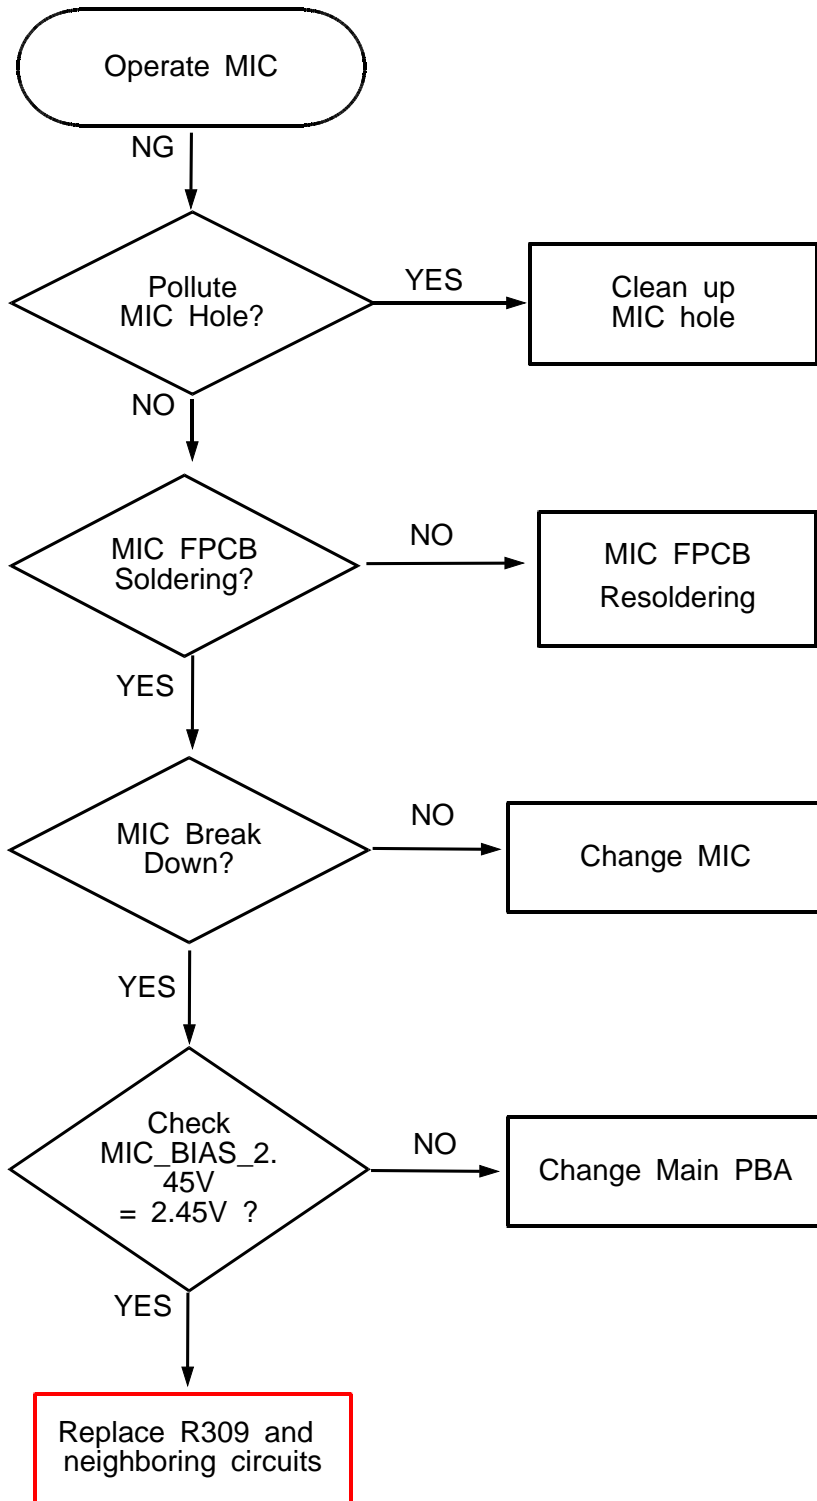 Operate MIC
NG
Pollute
MIC Hole?
YES
Clean up
MIC hole
NO
MIC FPCB
Soldering?
NO
MIC FPCB
Resoldering
YES
MIC Break
Down?
NO
Change MIC
YES
Check
MIC_BIAS_2.
45V
= 2.45V ?
NO
Change Main PBA
YES
Replace R309 and
neighboring circuits